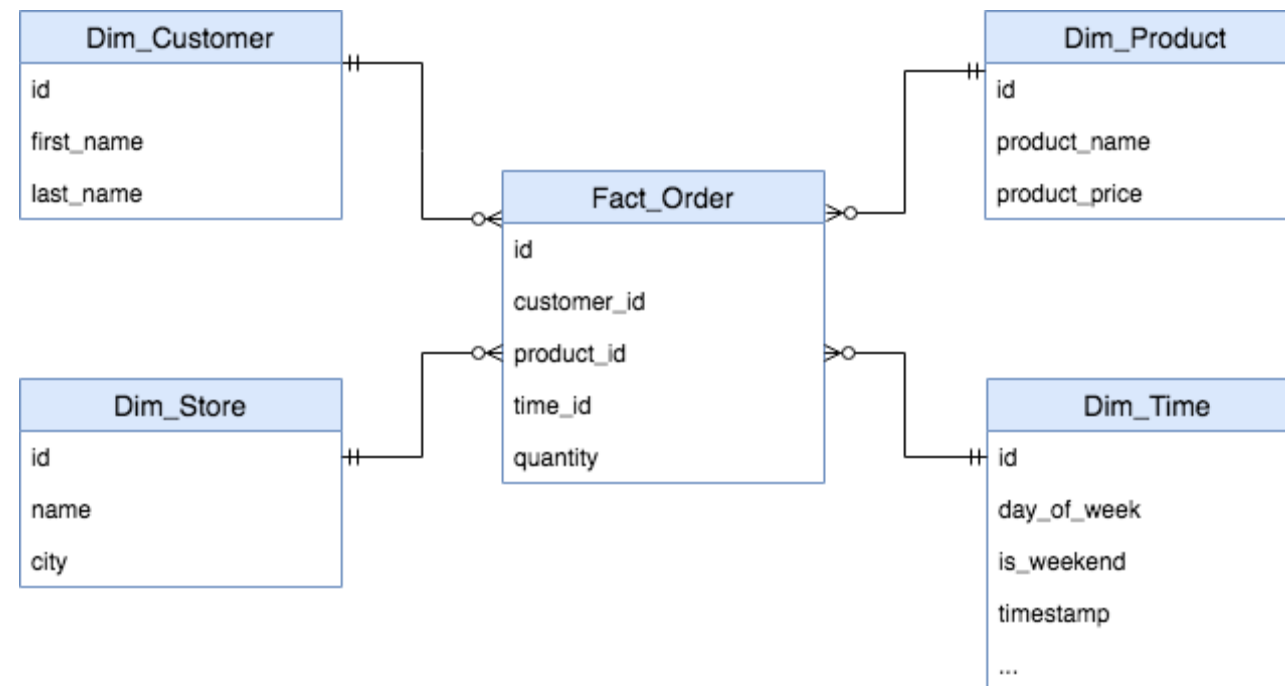 Dim_Customer
id
first_name
last_name
Dim_Product
id
product_name
product_price
Fact_Order
id
customer_id
product_id
time_id
quantity
Dim_Store
id
name
city
Dim_Time
id
day_of_week
is_weekend
timestamp
...